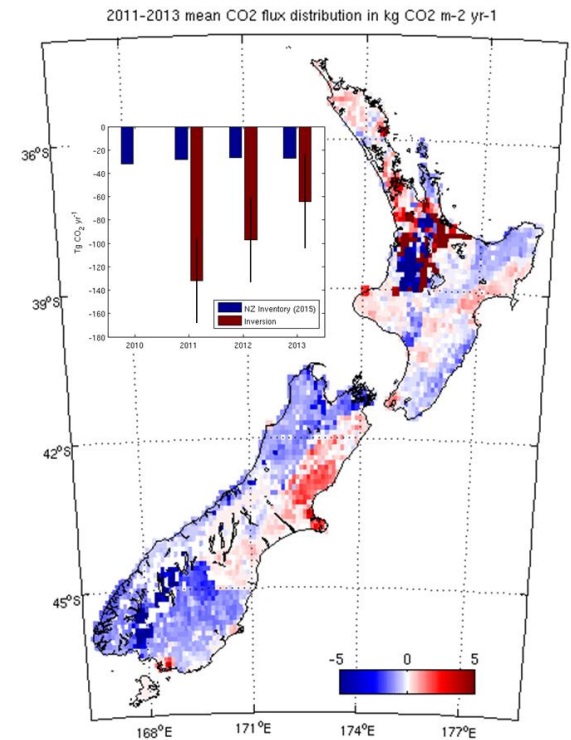 2011-2013 mean CO2 flux distribution in kg CO2 m-2 yr-1
36°S
39°S
42°S
45°S
0
-20
-40
-60
-80
-100
-120
-140
-160
-180
Tg CO₂ yr⁻¹
2010 2011 2012 2013
NZ Inventory (2015)
Inversion
-5 0 5
168°E 171°E 174°E 177°E